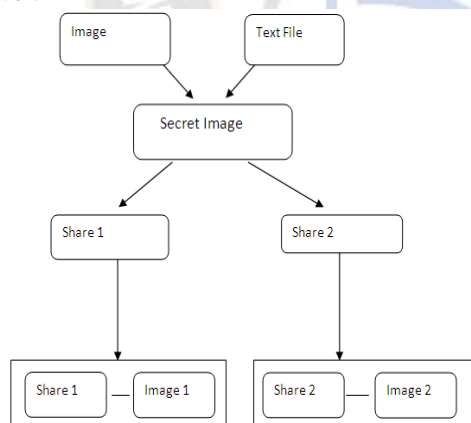 Image
Text File
Secret Image
Share 1
Share 2
Share 1
Image 1
Share 2
Image 2